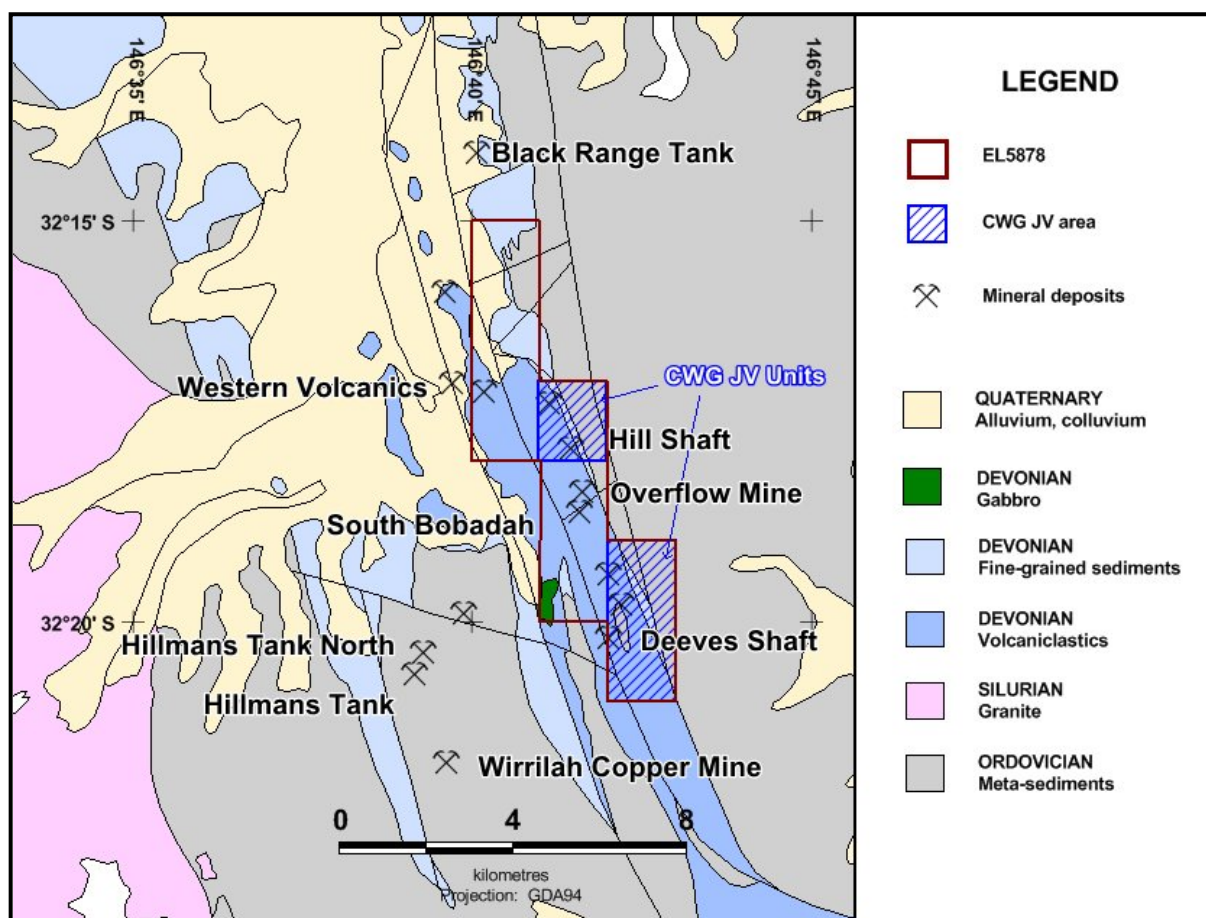 146°35' E
146°40' E
146°45' E
Black Range Tank
32°15' S
Western Volcanics
CWG JV Units
Hill Shaft
Overflow Mine
South Bobadah
32°20' S
Hillmans Tank North
Deeves Shaft
Hillmans Tank
Wirrilah Copper Mine
0 4 8
kilometres
Projection: GDA94
LEGEND
EL5878
CWG JV area
Mineral deposits
QUATERNARY
Alluvium, colluvium
DEVONIAN
Gabbro
DEVONIAN
Fine-grained sediments
DEVONIAN
Volcaniclastics
SILURIAN
Granite
ORDOVICIAN
Meta-sediments